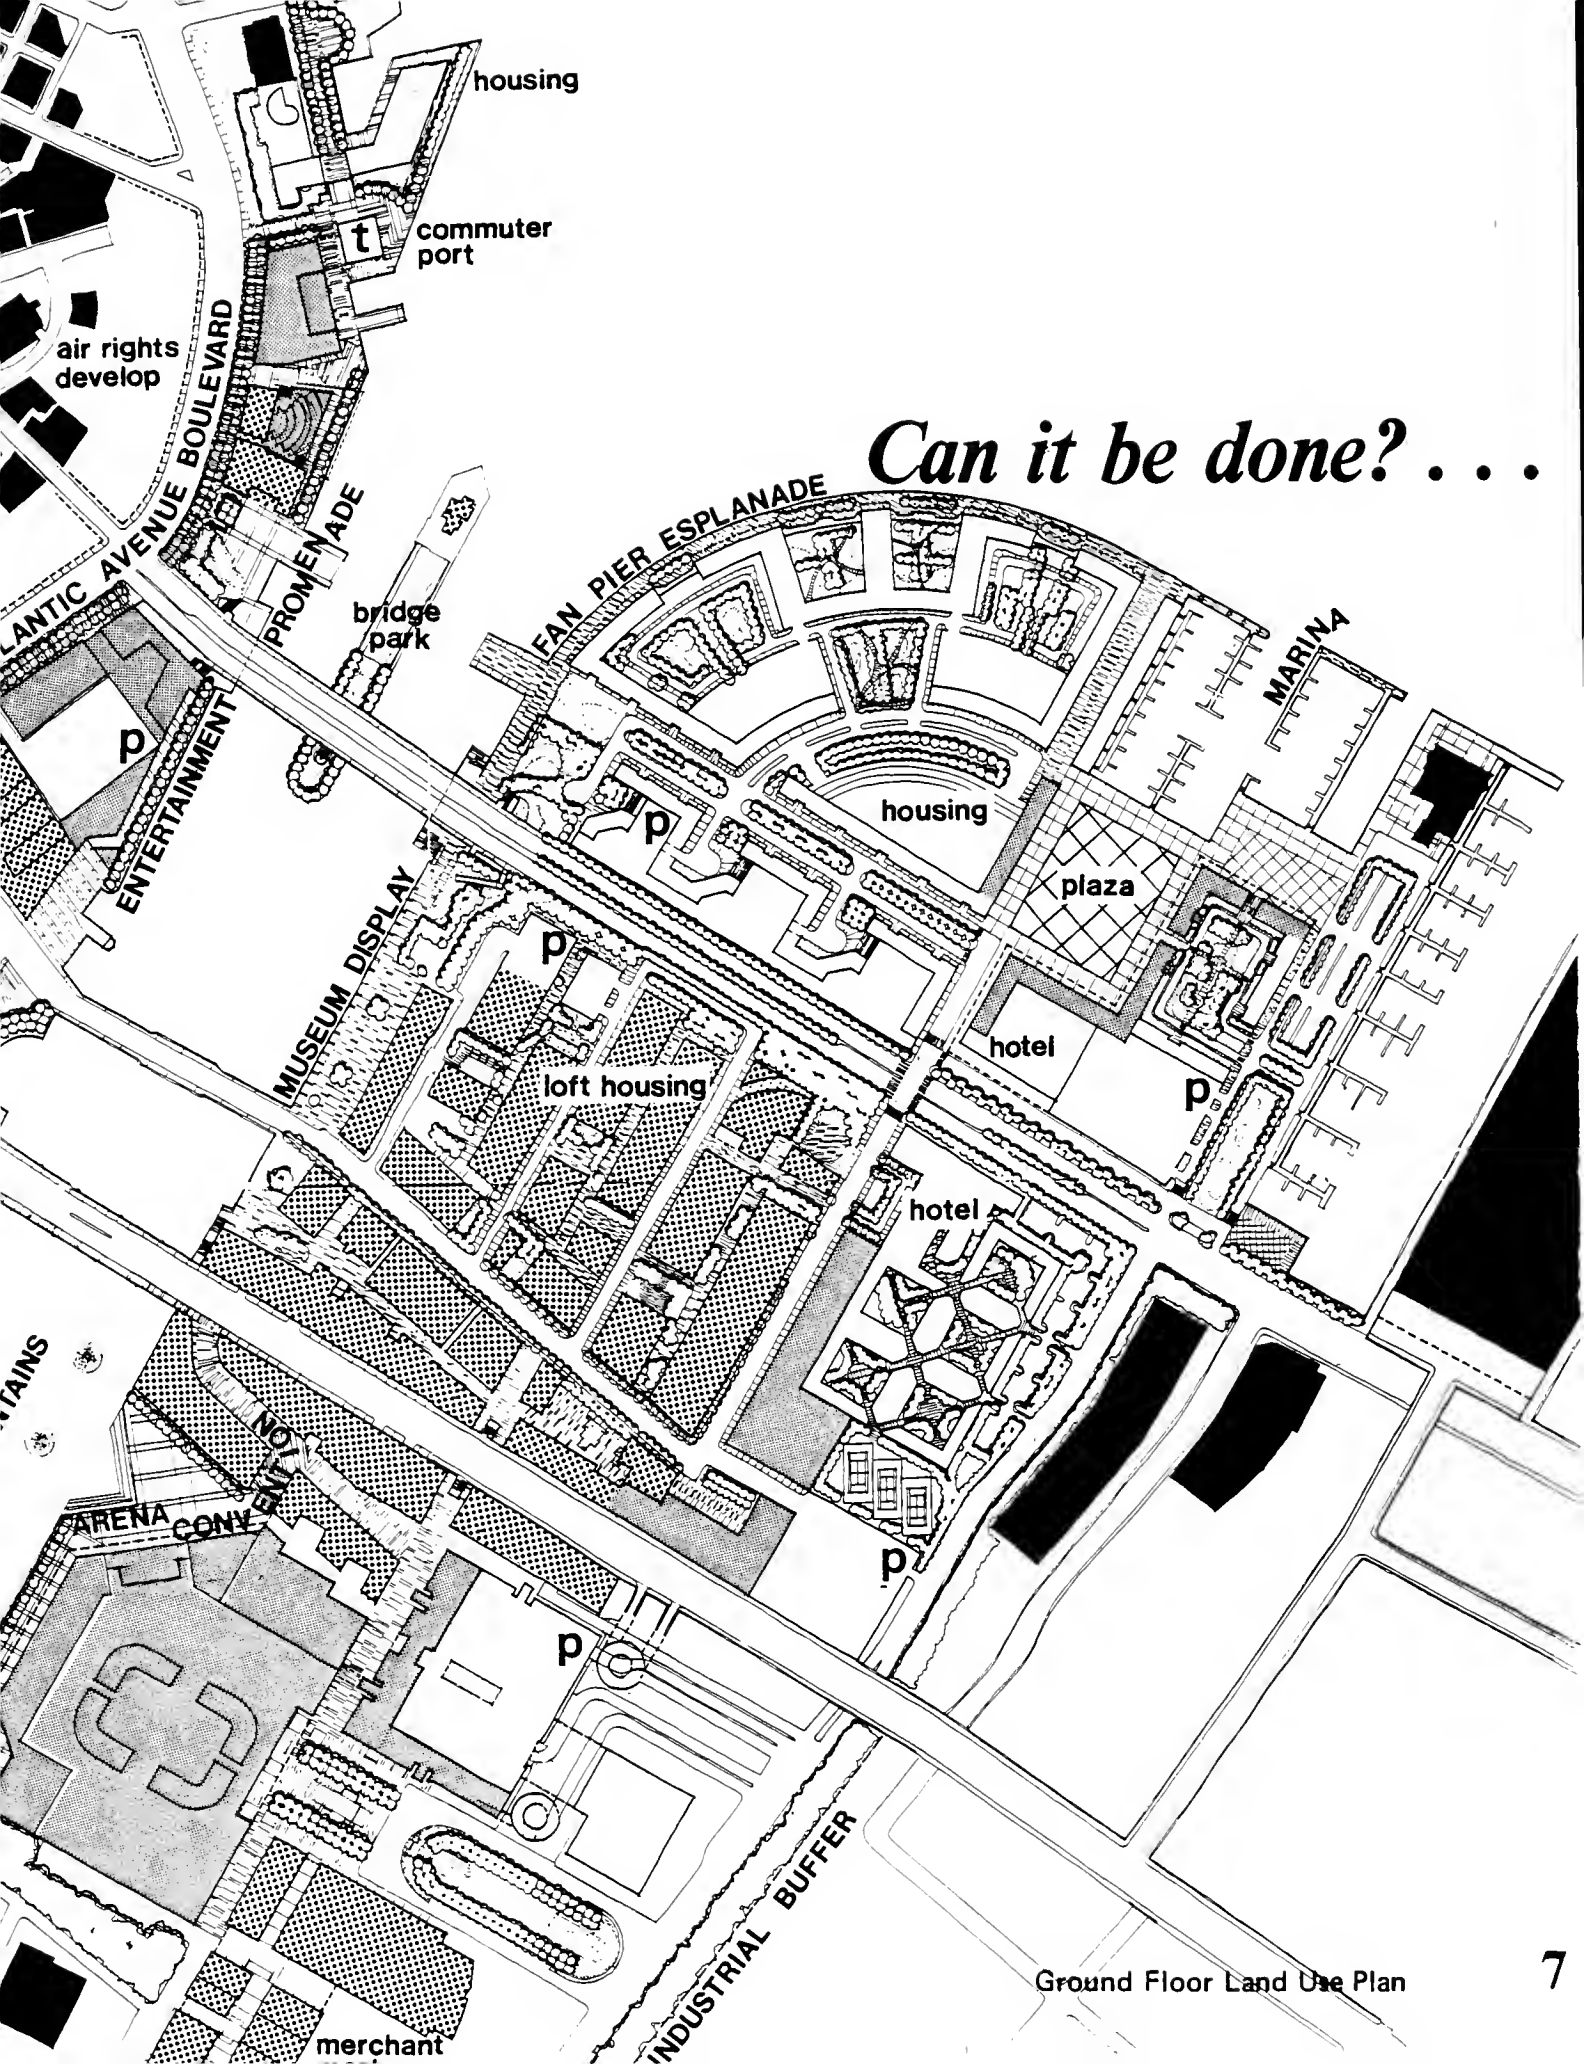 housing
commuter
port
t
air rights
develop
ATLANTIC AVENUE BOULEVARD
Can it be done?...
PROMENADE
FAN PIER ESPLANADE
bridge
park
MARINA
p
ENTERTAINMENT
p
housing
plaza
MUSEUM DISPLAY
p
hotel
p
loft housing
hotel
NTAINS
ARENA
CONVENTION
p
p
INDUSTRIAL BUFFER
Ground Floor Land Use Plan
7
merchant